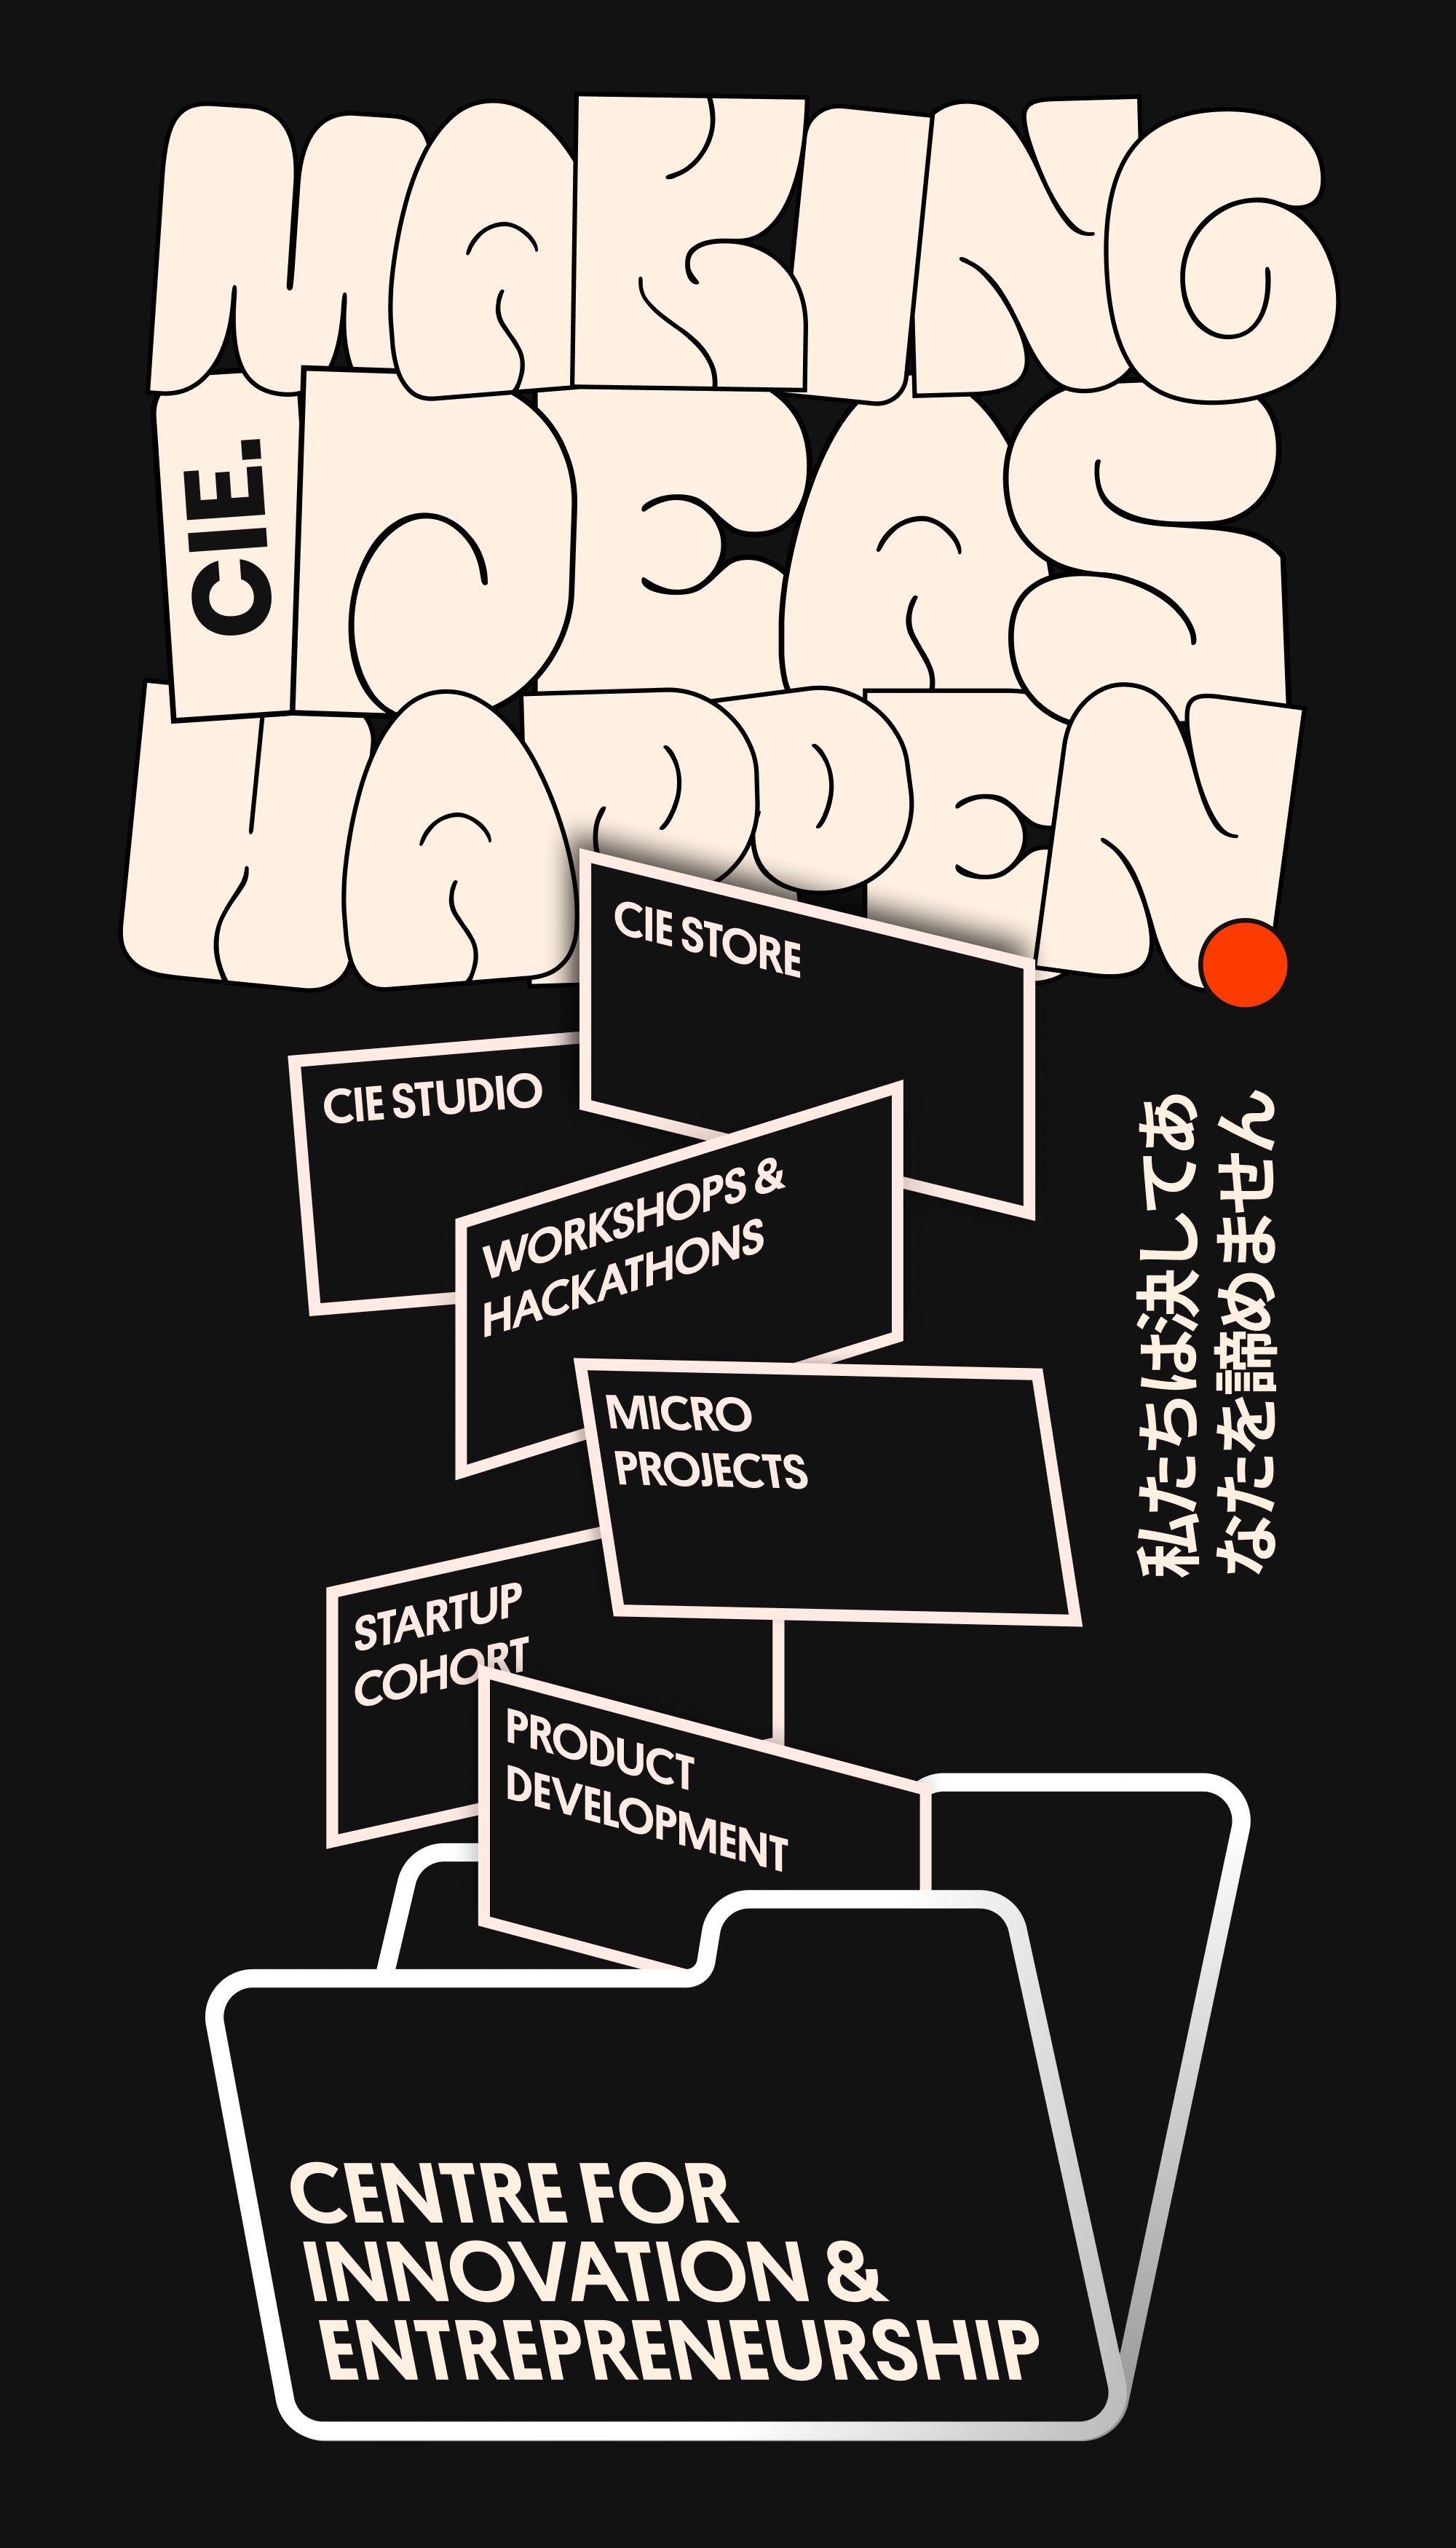 MAKING
IDEAS
CIE.
HAPPEN
CIE STORE
CIE STUDIO
WORKSHOPS &
HACKATHONS
MICRO
PROJECTS
STARTUP
COHORT
PRODUCT
DEVELOPMENT
私たちは決してあ
なたを諦めません
CENTRE FOR
INNOVATION &
ENTREPRENEURSHIP